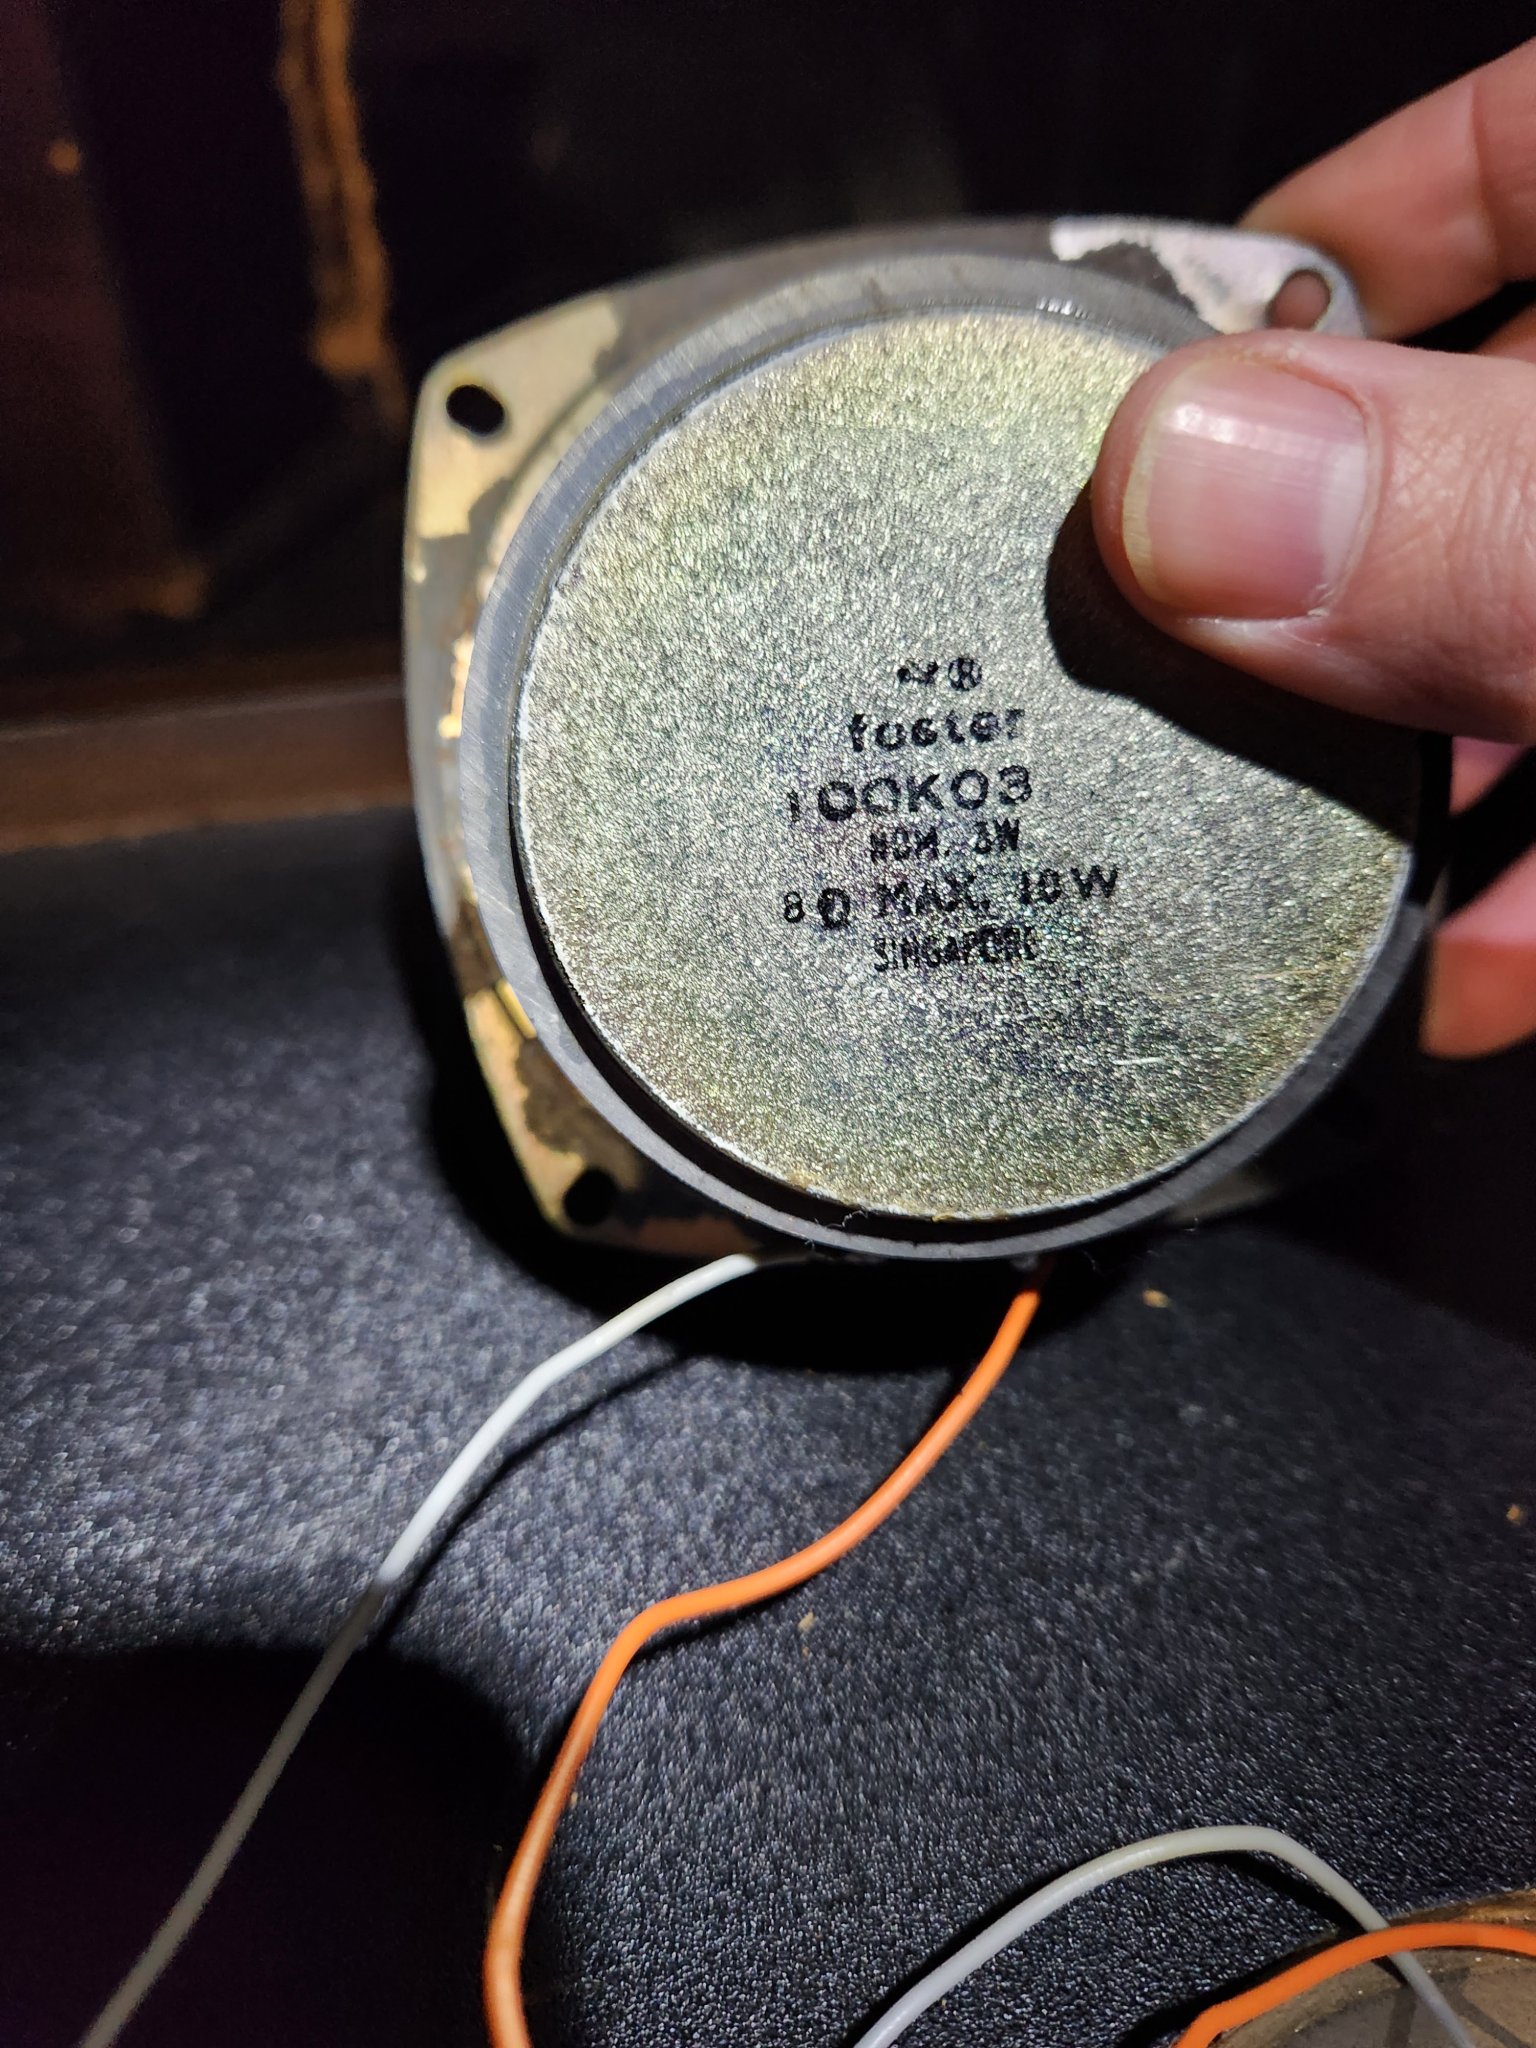 foster
100K03
NOM. 3W
8Ω MAX. 10W
SINGAPORE